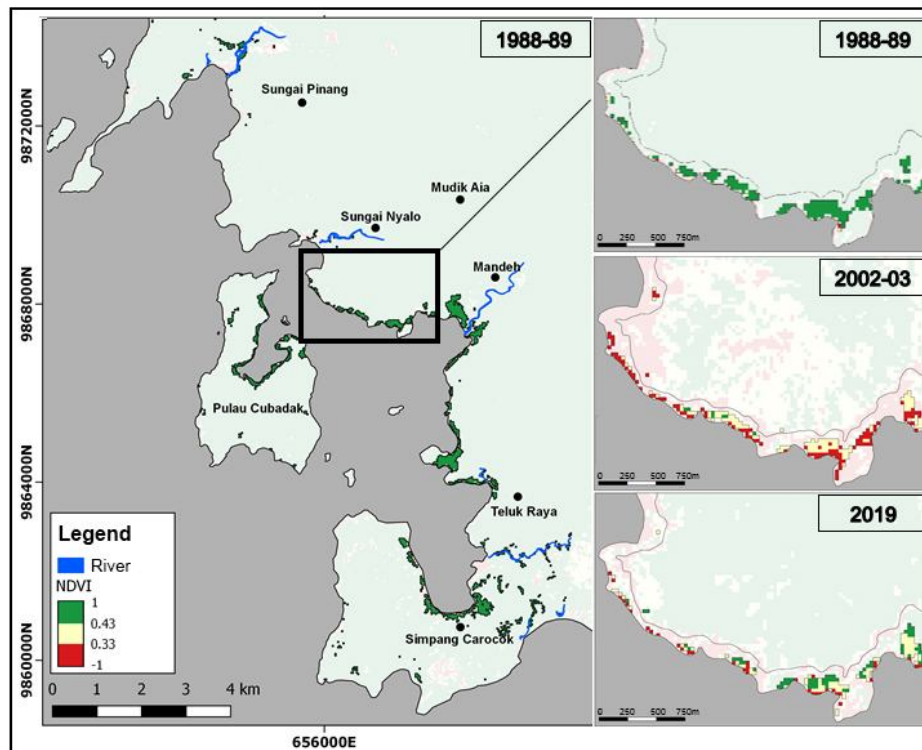 1988-89
Sungai Pinang
Mudik Aia
Sungai Nyalo
Mandeh
Pulau Cubadak
Teluk Raya
Simpang Carocok
9872000N
9868000N
9864000N
9860000N
656000E
Legend
River
NDVI
1
0.43
0.33
-1
0 1 2 3 4 km
1988-89
0 250 500 750m
2002-03
0 250 500 750m
2019
0 250 500 750m